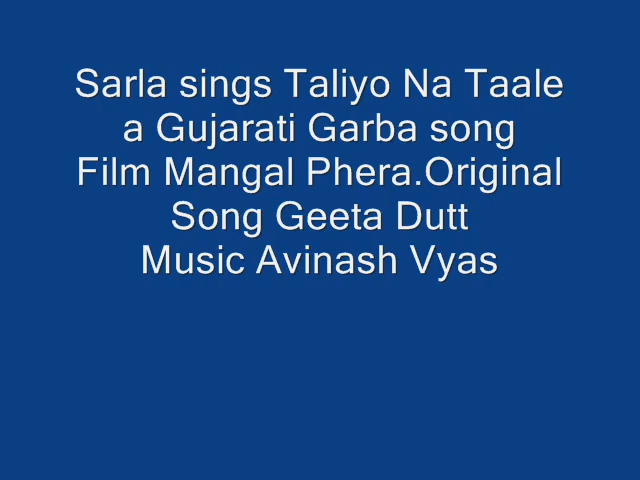 Sarla sings Taliyo Na Taale
a Gujarati Garba song
Film Mangal Phera.Original
Song Geeta Dutt
Music Avinash Vyas